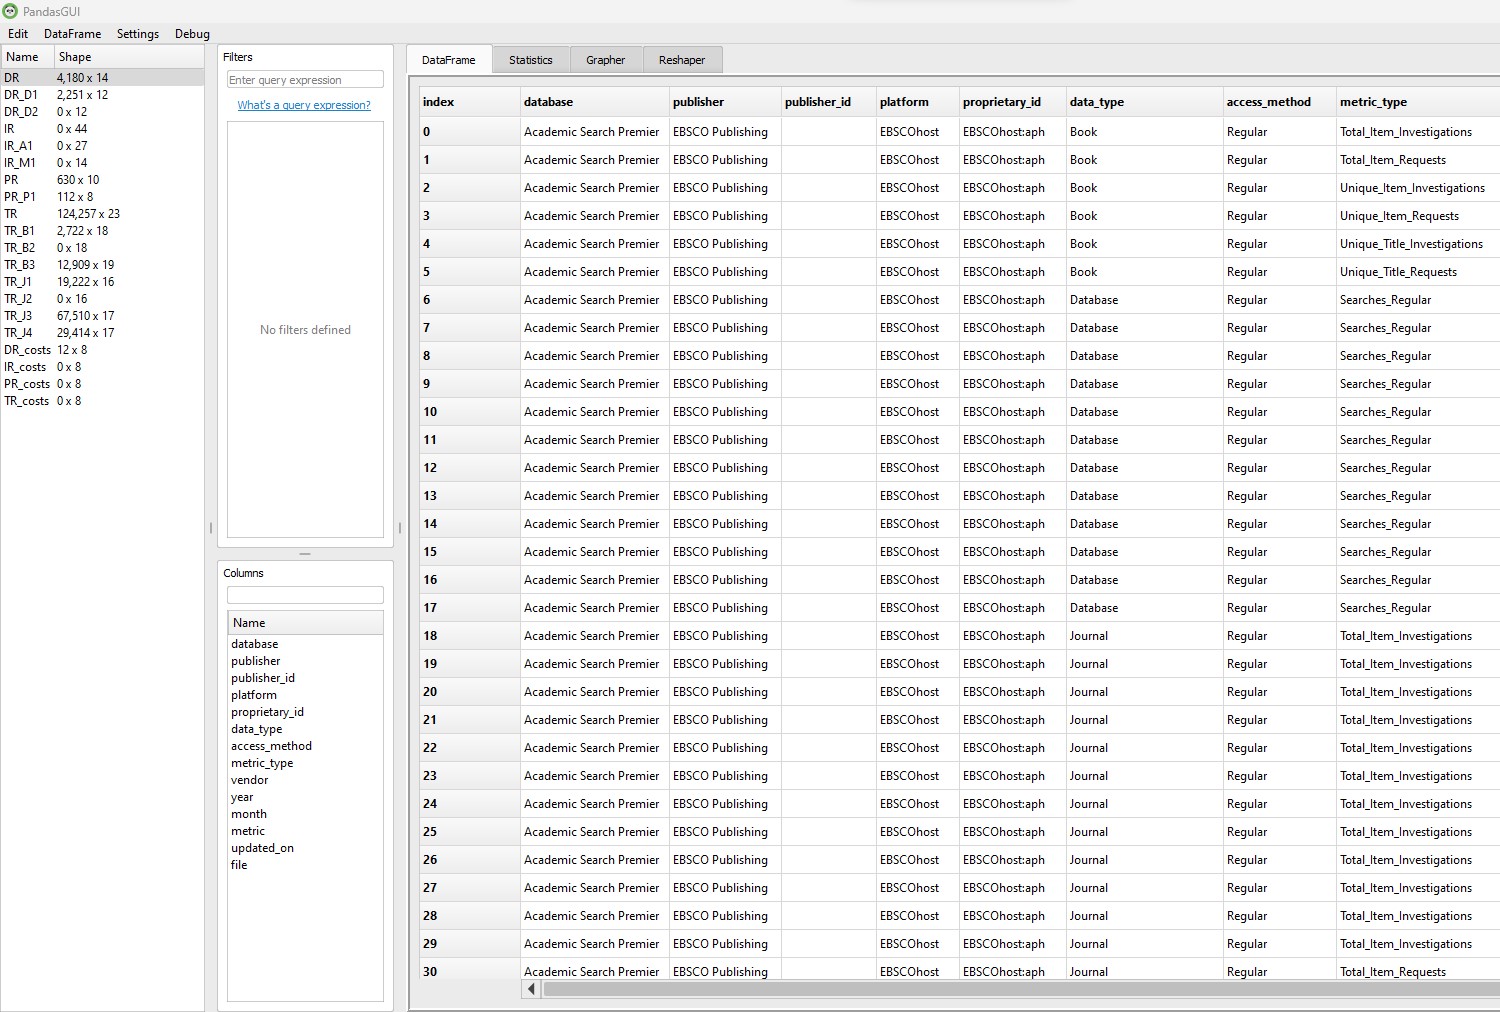 PandasGUI
Edit DataFrame Settings Debug
Name Shape
DR 4,180 x 14
DR_D1 2,251 x 12
DR_D2 0 x 12
IR 0 x 44
IR_A1 0 x 27
IR_M1 0 x 14
PR 630 x 10
PR_P1 112 x 8
TR 124,257 x 23
TR_B1 2,722 x 18
TR_B2 0 x 18
TR_B3 12,909 x 19
TR_J1 19,222 x 16
TR_J2 0 x 16
TR_J3 67,510 x 17
TR_J4 29,414 x 17
DR_costs 12 x 8
IR_costs 0 x 8
PR_costs 0 x 8
TR_costs 0 x 8
Filters
Enter query expression
What's a query expression?
No filters defined
Columns
Name
database
publisher
publisher_id
platform
proprietary_id
data_type
access_method
metric_type
vendor
year
month
metric
updated_on
file
DataFrame Statistics Grapher Reshaper
index database publisher publisher_id platform proprietary_id data_type access_method metric_type
0 Academic Search Premier EBSCO Publishing EBSCOhost EBSCOhost:aph Book Regular Total_Item_Investigations
1 Academic Search Premier EBSCO Publishing EBSCOhost EBSCOhost:aph Book Regular Total_Item_Requests
2 Academic Search Premier EBSCO Publishing EBSCOhost EBSCOhost:aph Book Regular Unique_Item_Investigations
3 Academic Search Premier EBSCO Publishing EBSCOhost EBSCOhost:aph Book Regular Unique_Item_Requests
4 Academic Search Premier EBSCO Publishing EBSCOhost EBSCOhost:aph Book Regular Unique_Title_Investigations
5 Academic Search Premier EBSCO Publishing EBSCOhost EBSCOhost:aph Book Regular Unique_Title_Requests
6 Academic Search Premier EBSCO Publishing EBSCOhost EBSCOhost:aph Database Regular Searches_Regular
7 Academic Search Premier EBSCO Publishing EBSCOhost EBSCOhost:aph Database Regular Searches_Regular
8 Academic Search Premier EBSCO Publishing EBSCOhost EBSCOhost:aph Database Regular Searches_Regular
9 Academic Search Premier EBSCO Publishing EBSCOhost EBSCOhost:aph Database Regular Searches_Regular
10 Academic Search Premier EBSCO Publishing EBSCOhost EBSCOhost:aph Database Regular Searches_Regular
11 Academic Search Premier EBSCO Publishing EBSCOhost EBSCOhost:aph Database Regular Searches_Regular
12 Academic Search Premier EBSCO Publishing EBSCOhost EBSCOhost:aph Database Regular Searches_Regular
13 Academic Search Premier EBSCO Publishing EBSCOhost EBSCOhost:aph Database Regular Searches_Regular
14 Academic Search Premier EBSCO Publishing EBSCOhost EBSCOhost:aph Database Regular Searches_Regular
15 Academic Search Premier EBSCO Publishing EBSCOhost EBSCOhost:aph Database Regular Searches_Regular
16 Academic Search Premier EBSCO Publishing EBSCOhost EBSCOhost:aph Database Regular Searches_Regular
17 Academic Search Premier EBSCO Publishing EBSCOhost EBSCOhost:aph Database Regular Searches_Regular
18 Academic Search Premier EBSCO Publishing EBSCOhost EBSCOhost:aph Journal Regular Total_Item_Investigations
19 Academic Search Premier EBSCO Publishing EBSCOhost EBSCOhost:aph Journal Regular Total_Item_Investigations
20 Academic Search Premier EBSCO Publishing EBSCOhost EBSCOhost:aph Journal Regular Total_Item_Investigations
21 Academic Search Premier EBSCO Publishing EBSCOhost EBSCOhost:aph Journal Regular Total_Item_Investigations
22 Academic Search Premier EBSCO Publishing EBSCOhost EBSCOhost:aph Journal Regular Total_Item_Investigations
23 Academic Search Premier EBSCO Publishing EBSCOhost EBSCOhost:aph Journal Regular Total_Item_Investigations
24 Academic Search Premier EBSCO Publishing EBSCOhost EBSCOhost:aph Journal Regular Total_Item_Investigations
25 Academic Search Premier EBSCO Publishing EBSCOhost EBSCOhost:aph Journal Regular Total_Item_Investigations
26 Academic Search Premier EBSCO Publishing EBSCOhost EBSCOhost:aph Journal Regular Total_Item_Investigations
27 Academic Search Premier EBSCO Publishing EBSCOhost EBSCOhost:aph Journal Regular Total_Item_Investigations
28 Academic Search Premier EBSCO Publishing EBSCOhost EBSCOhost:aph Journal Regular Total_Item_Investigations
29 Academic Search Premier EBSCO Publishing EBSCOhost EBSCOhost:aph Journal Regular Total_Item_Investigations
30 Academic Search Premier EBSCO Publishing EBSCOhost EBSCOhost:aph Journal Regular Total_Item_Requests